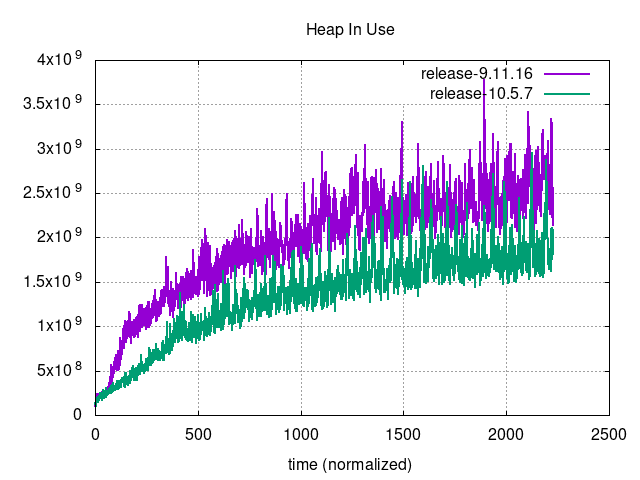 Heap In Use
4x10^9
3.5x10^9
3x10^9
2.5x10^9
2x10^9
1.5x10^9
1x10^9
5x10^8
0
release-9.11.16
release-10.5.7
0 500 1000 1500 2000 2500
time (normalized)